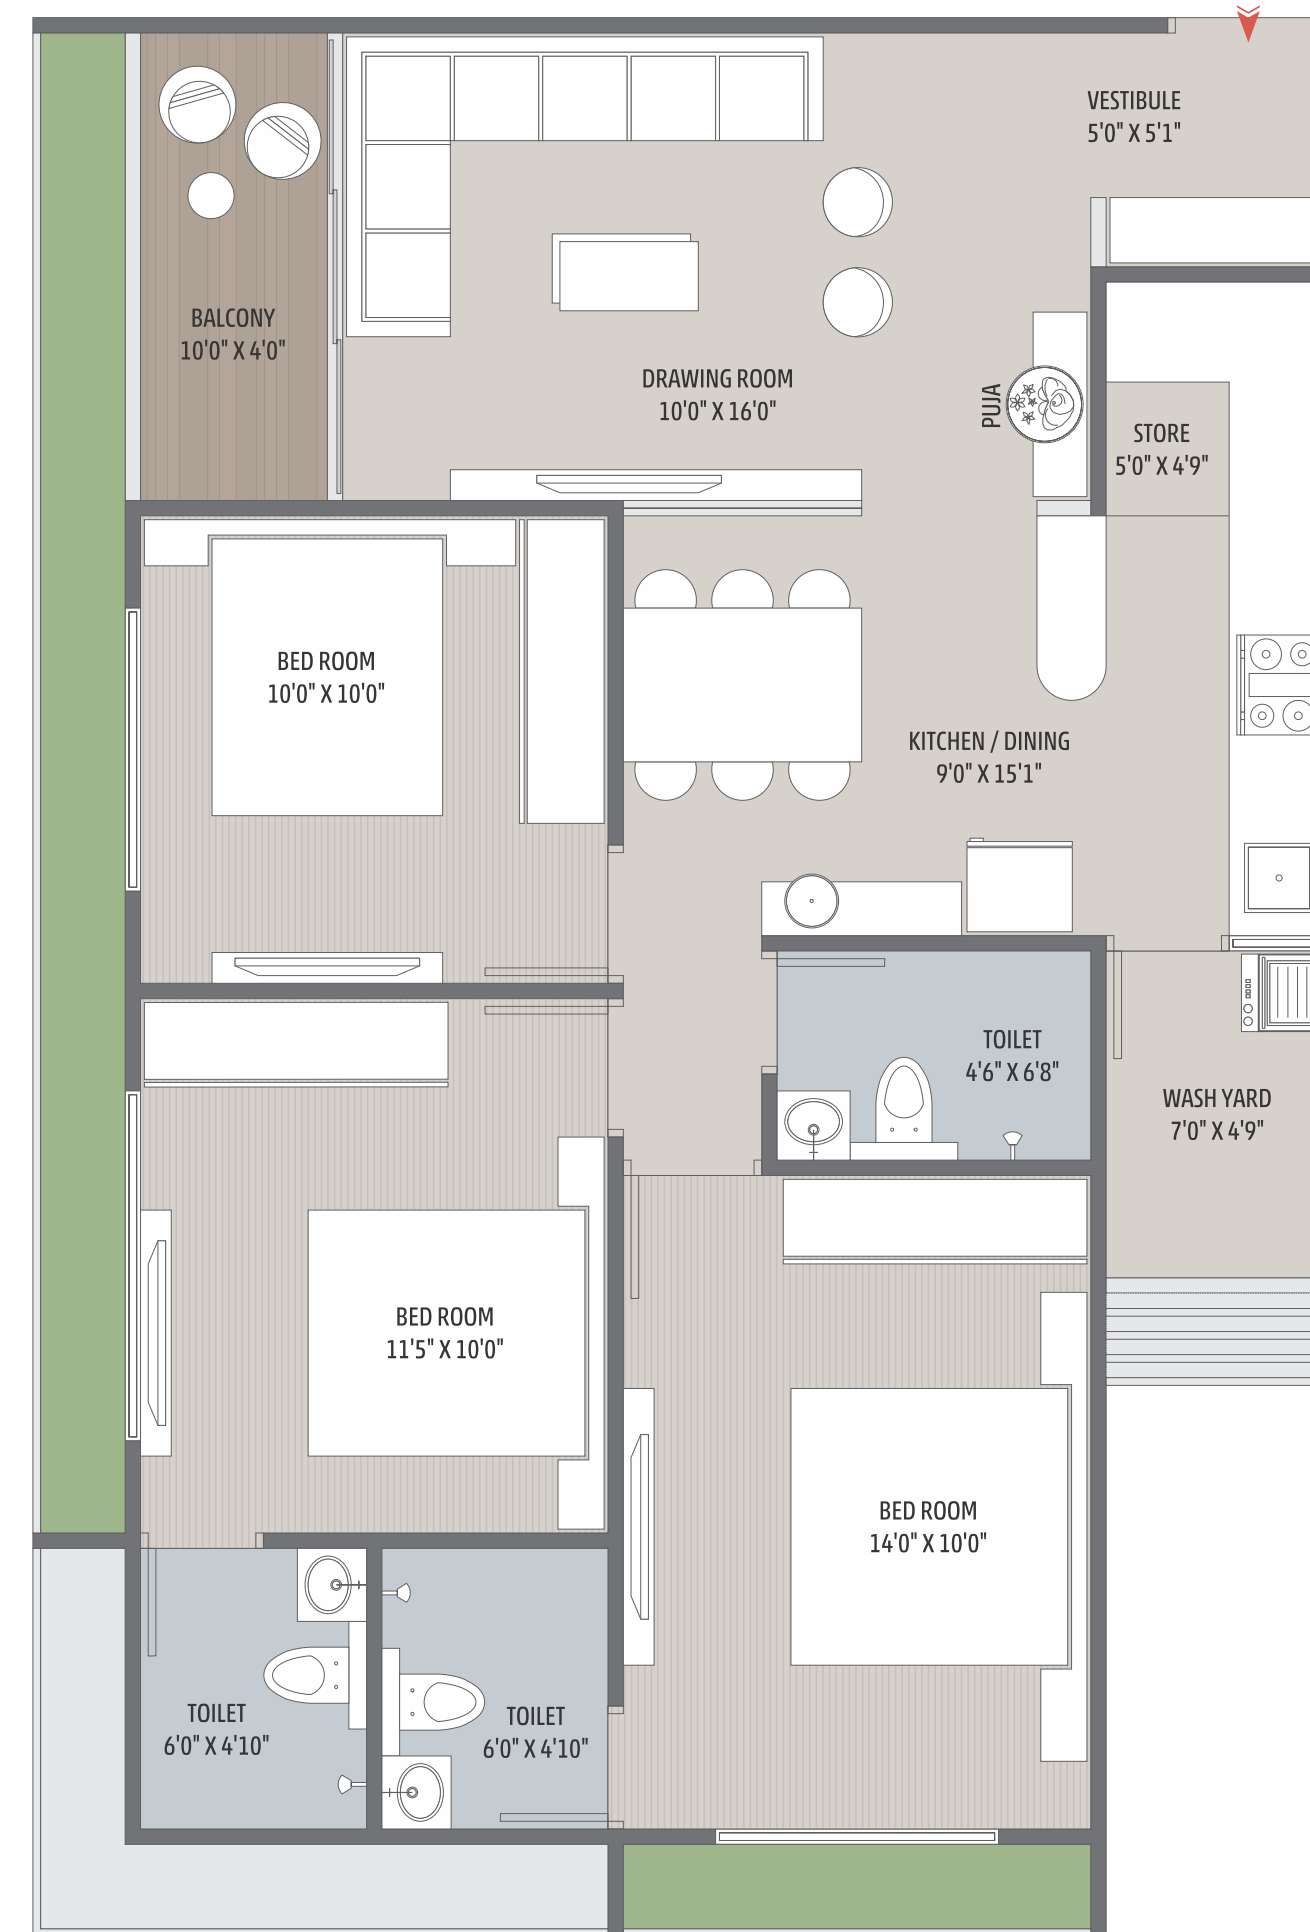 VESTIBULE
5'0" X 5'1"
BALCONY
10'0" X 4'0"
DRAWING ROOM
10'0" X 16'0"
PUJA
STORE
5'0" X 4'9"
BED ROOM
10'0" X 10'0"
KITCHEN / DINING
9'0" X 15'1"
TOILET
4'6" X 6'8"
WASH YARD
7'0" X 4'9"
BED ROOM
11'5" X 10'0"
BED ROOM
14'0" X 10'0"
TOILET
6'0" X 4'10"
TOILET
6'0" X 4'10"